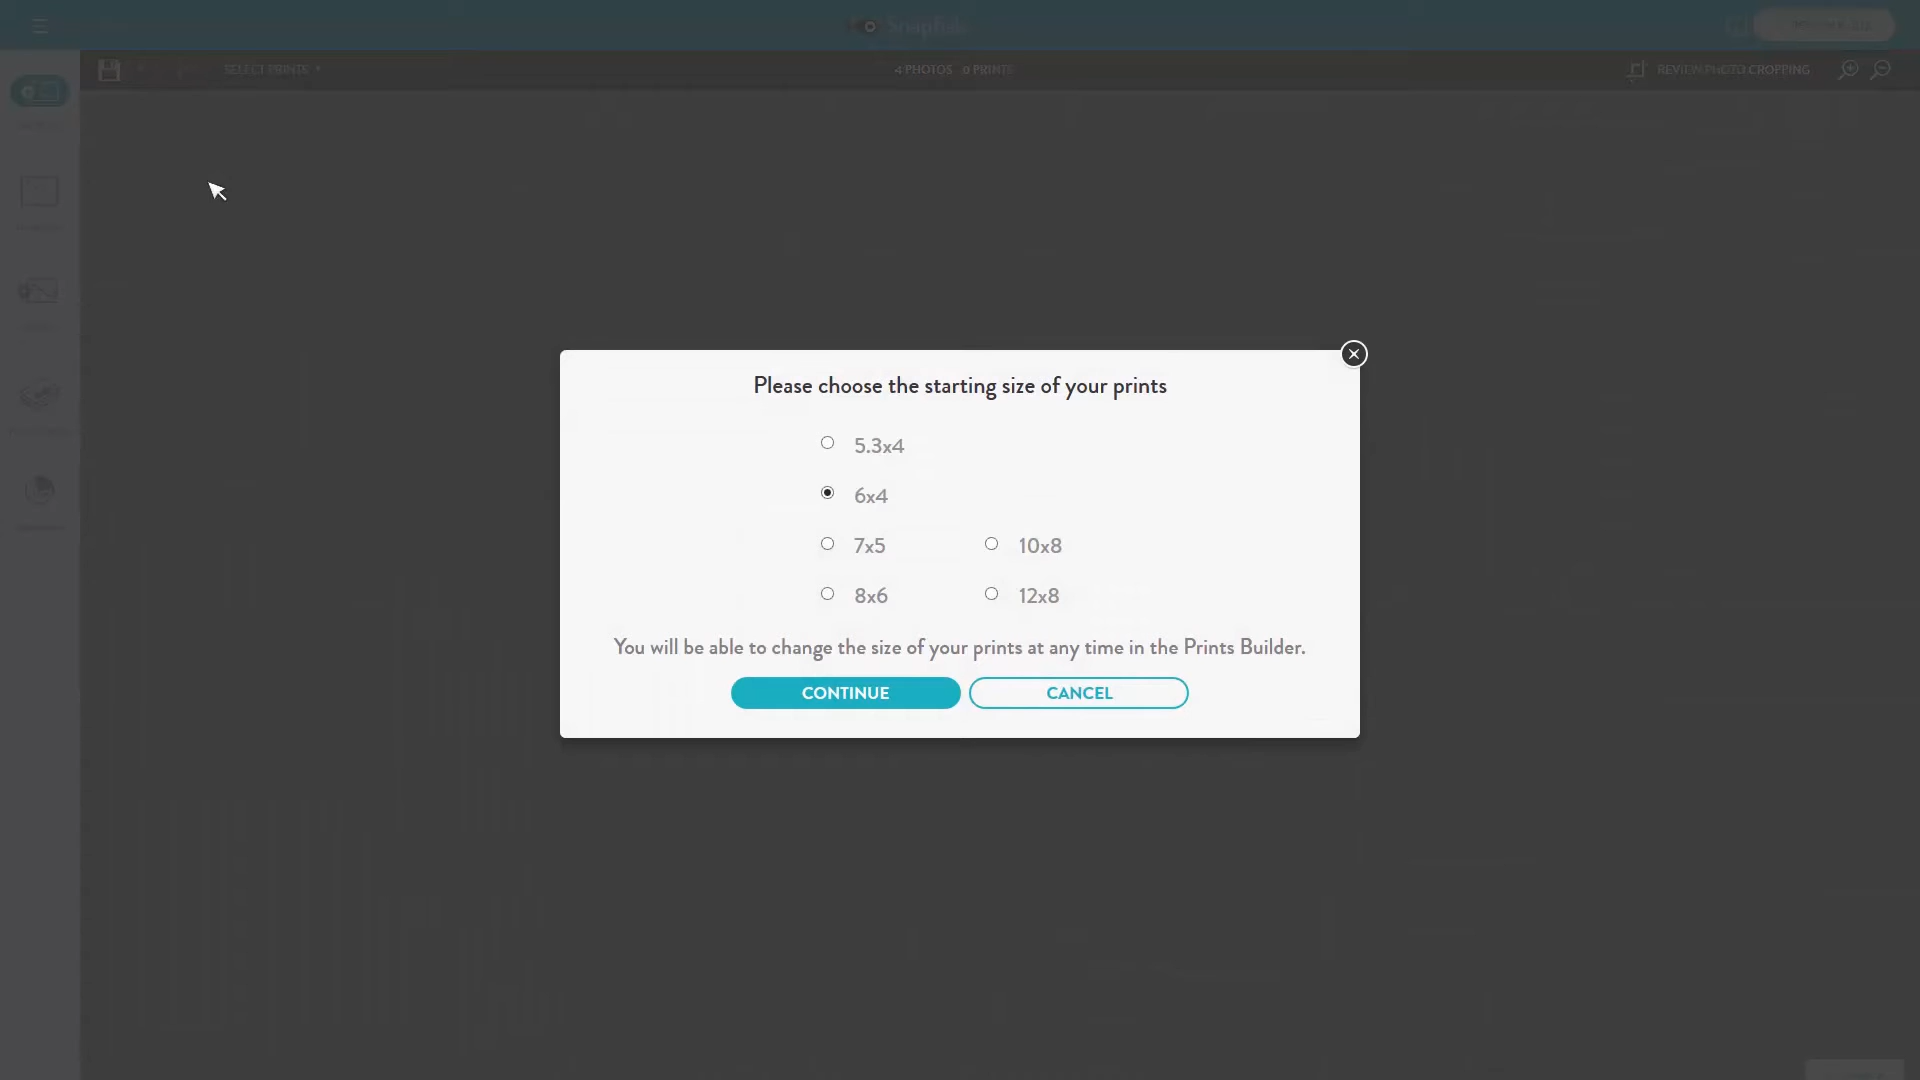 Snapfish
SELECT PRINTS
4 PHOTOS 0 PRINTS
REVIEW PHOTO CROPPING
Please choose the starting size of your prints
5.3x4
6x4
7x5
10x8
8x6
12x8
You will be able to change the size of your prints at any time in the Prints Builder.
CONTINUE
CANCEL